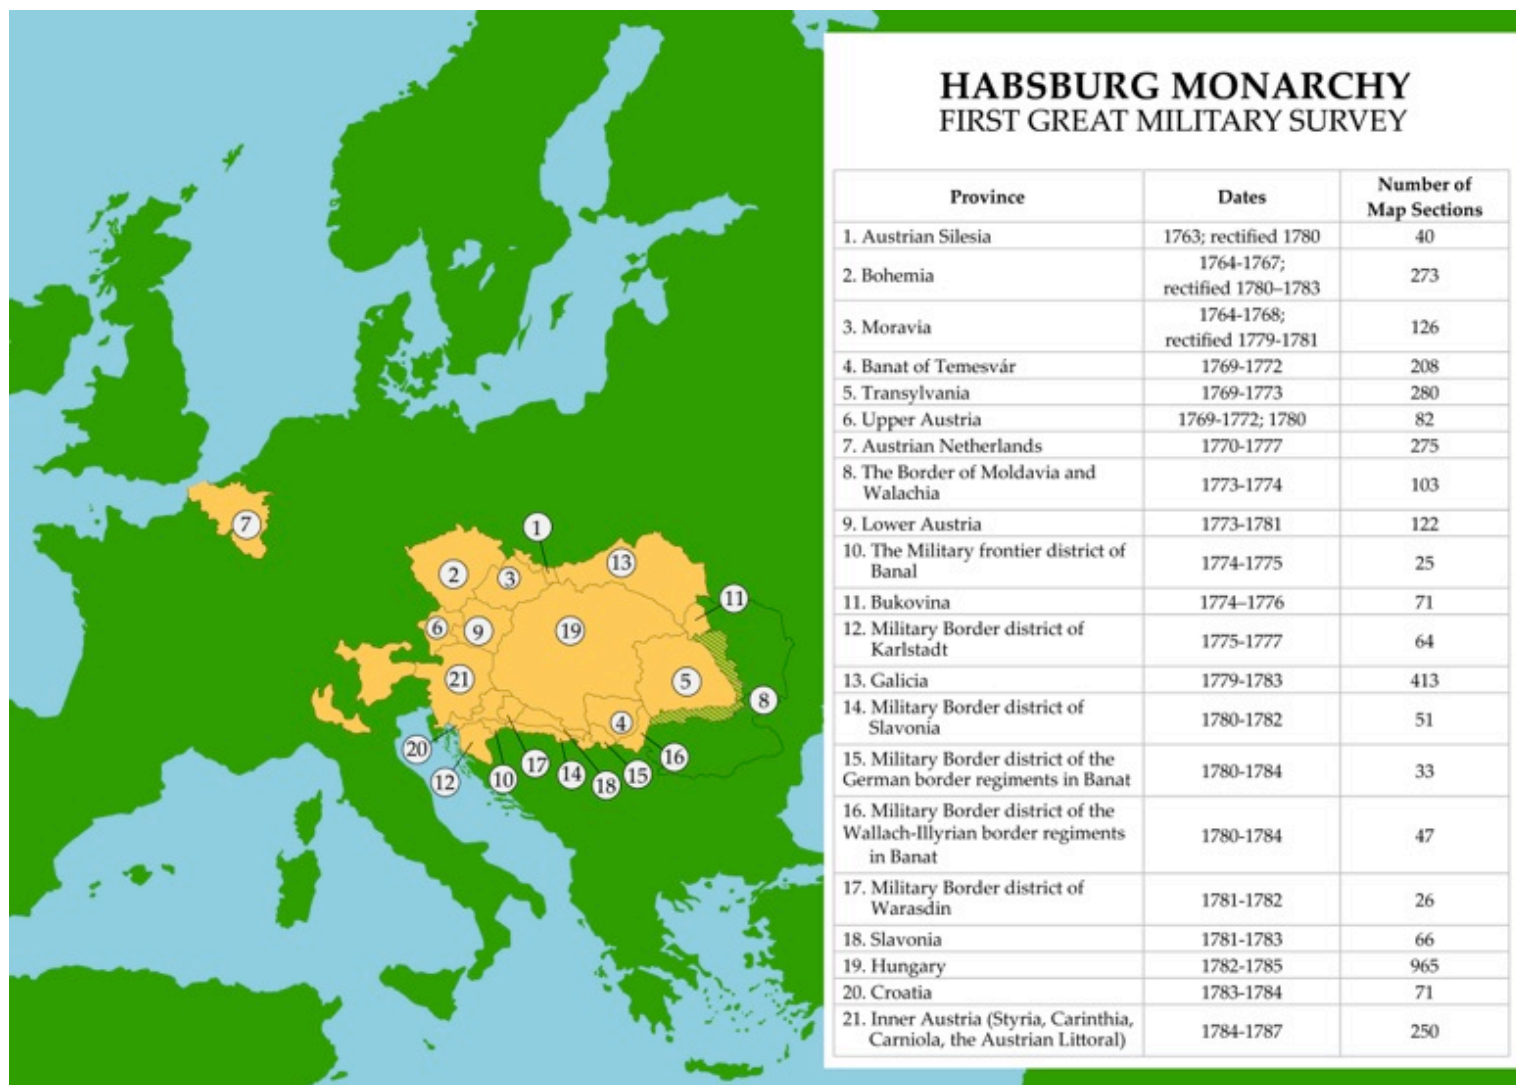 HABSBURG MONARCHY
FIRST GREAT MILITARY SURVEY
Province Dates Number of
Map Sections
1. Austrian Silesia 1763; rectified 1780 40
2. Bohemia 1764-1767;
rectified 1780–1783 273
3. Moravia 1764-1768;
rectified 1779-1781 126
4. Banat of Temesvár 1769-1772 208
5. Transylvania 1769-1773 280
6. Upper Austria 1769-1772; 1780 82
7. Austrian Netherlands 1770-1777 275
8. The Border of Moldavia and
Walachia 1773-1774 103
9. Lower Austria 1773-1781 122
10. The Military frontier district of
Banal 1774-1775 25
11. Bukovina 1774–1776 71
12. Military Border district of
Karlstadt 1775-1777 64
13. Galicia 1779-1783 413
14. Military Border district of
Slavonia 1780-1782 51
15. Military Border district of the
German border regiments in Banat 1780-1784 33
16. Military Border district of the
Wallach-Illyrian border regiments
in Banat 1780-1784 47
17. Military Border district of
Warasdin 1781-1782 26
18. Slavonia 1781-1783 66
19. Hungary 1782-1785 965
20. Croatia 1783-1784 71
21. Inner Austria (Styria, Carinthia,
Carniola, the Austrian Littoral) 1784-1787 250
7
1
2
3
13
11
6
9
19
21
5
8
4
20
12
10
17
14
18
15
16